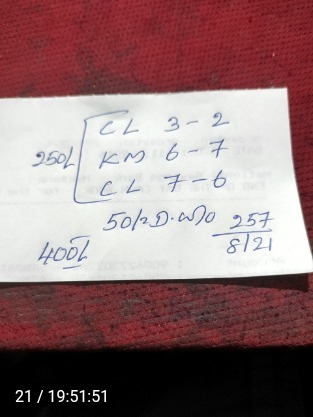 CL 3-2
250L KM 6-7
CL 7-6
257
400L 8/21
21 / 19:51:51